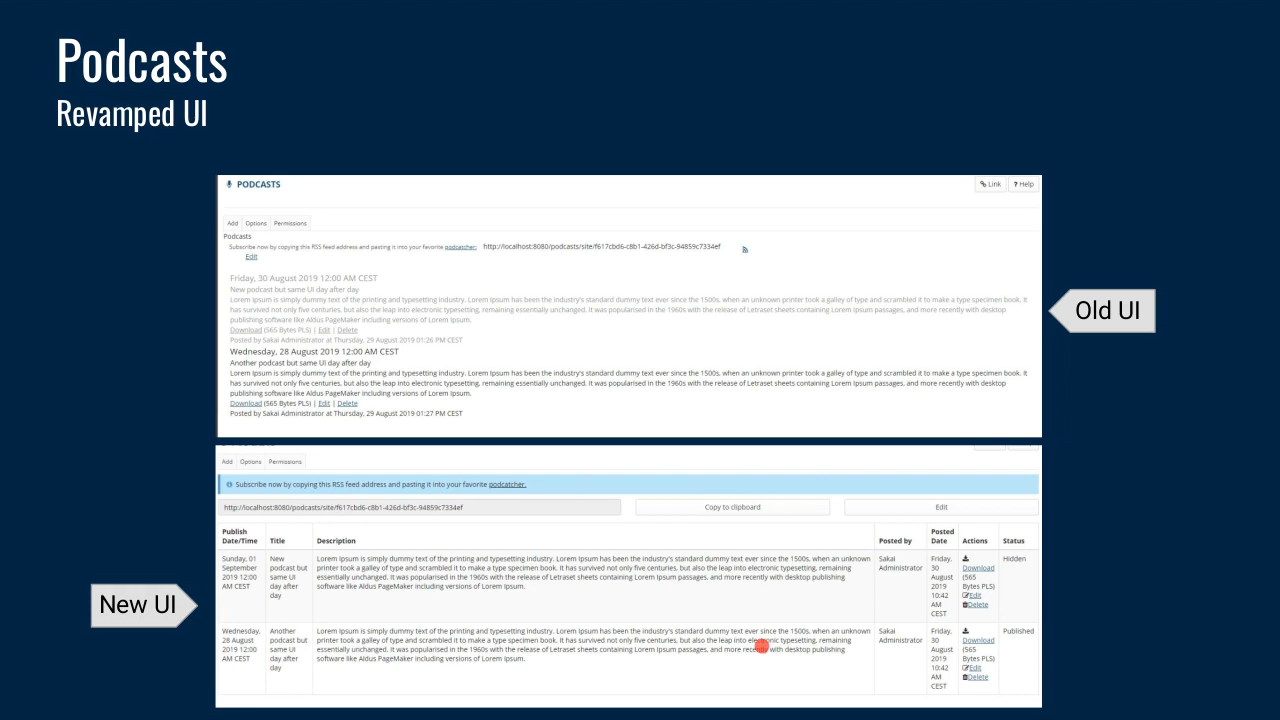 Podcasts
Revamped UI
PODCASTS
Link
? Help
Add Options Permissions
Podcasts
Subscribe now by copying this RSS feed address and pasting it into your favorite podcatcher. http://localhost:8080/podcasts/site/f617cbd6-c8b1-426d-bf3c-94859c7334ef
Edit
Friday, 30 August 2019 12:00 AM CEST
New podcast but same UI day after day
Lorem Ipsum is simply dummy text of the printing and typesetting industry. Lorem Ipsum has been the industry's standard dummy text ever since the 1500s, when an unknown printer took a galley of type and scrambled it to make a type specimen book. It
has survived not only five centuries, but also the leap into electronic typesetting, remaining essentially unchanged. It was popularised in the 1960s with the release of Letraset sheets containing Lorem Ipsum passages, and more recently with desktop
publishing software like Aldus PageMaker including versions of Lorem Ipsum.
Download (565 Bytes PLS) | Edit | Delete
Posted by Sakai Administrator at Thursday, 29 August 2019 01:26 PM CEST
Wednesday, 28 August 2019 12:00 AM CEST
Another podcast but same UI day after day
Lorem Ipsum is simply dummy text of the printing and typesetting industry. Lorem Ipsum has been the industry's standard dummy text ever since the 1500s, when an unknown printer took a galley of type and scrambled it to make a type specimen book. It
has survived not only five centuries, but also the leap into electronic typesetting, remaining essentially unchanged. It was popularised in the 1960s with the release of Letraset sheets containing Lorem Ipsum passages, and more recently with desktop
publishing software like Aldus PageMaker including versions of Lorem Ipsum.
Download (565 Bytes PLS) | Edit | Delete
Posted by Sakai Administrator at Thursday, 29 August 2019 01:27 PM CEST
Old UI
Add Options Permissions
Subscribe now by copying this RSS feed address and pasting it into your favorite podcatcher.
http://localhost:8080/podcasts/site/f617cbd6-c8b1-426d-bf3c-94859c7334ef
Copy to clipboard
Edit
Publish
Date/Time
Title
Description
Posted by
Posted
Date
Actions
Status
Sunday, 01
September
2019 12:00
AM CEST
New
podcast but
same UI
day after
day
Lorem Ipsum is simply dummy text of the printing and typesetting industry. Lorem Ipsum has been the industry's standard dummy text ever since the 1500s, when an unknown
printer took a galley of type and scrambled it to make a type specimen book. It has survived not only five centuries, but also the leap into electronic typesetting, remaining
essentially unchanged. It was popularised in the 1960s with the release of Letraset sheets containing Lorem Ipsum passages, and more recently with desktop publishing
software like Aldus PageMaker including versions of Lorem Ipsum.
Sakai
Administrator
Friday,
30
August
2019
10:42
AM
CEST
Download
(565
Bytes PLS)
Edit
Delete
Hidden
Wednesday,
28 August
2019 12:00
AM CEST
Another
podcast but
same UI
day after
day
Lorem Ipsum is simply dummy text of the printing and typesetting industry. Lorem Ipsum has been the industry's standard dummy text ever since the 1500s, when an unknown
printer took a galley of type and scrambled it to make a type specimen book. It has survived not only five centuries, but also the leap into electronic typesetting, remaining
essentially unchanged. It was popularised in the 1960s with the release of Letraset sheets containing Lorem Ipsum passages, and more recently with desktop publishing
software like Aldus PageMaker including versions of Lorem Ipsum.
Sakai
Administrator
Friday,
30
August
2019
10:42
AM
CEST
Download
(565
Bytes PLS)
Edit
Delete
Published
New UI